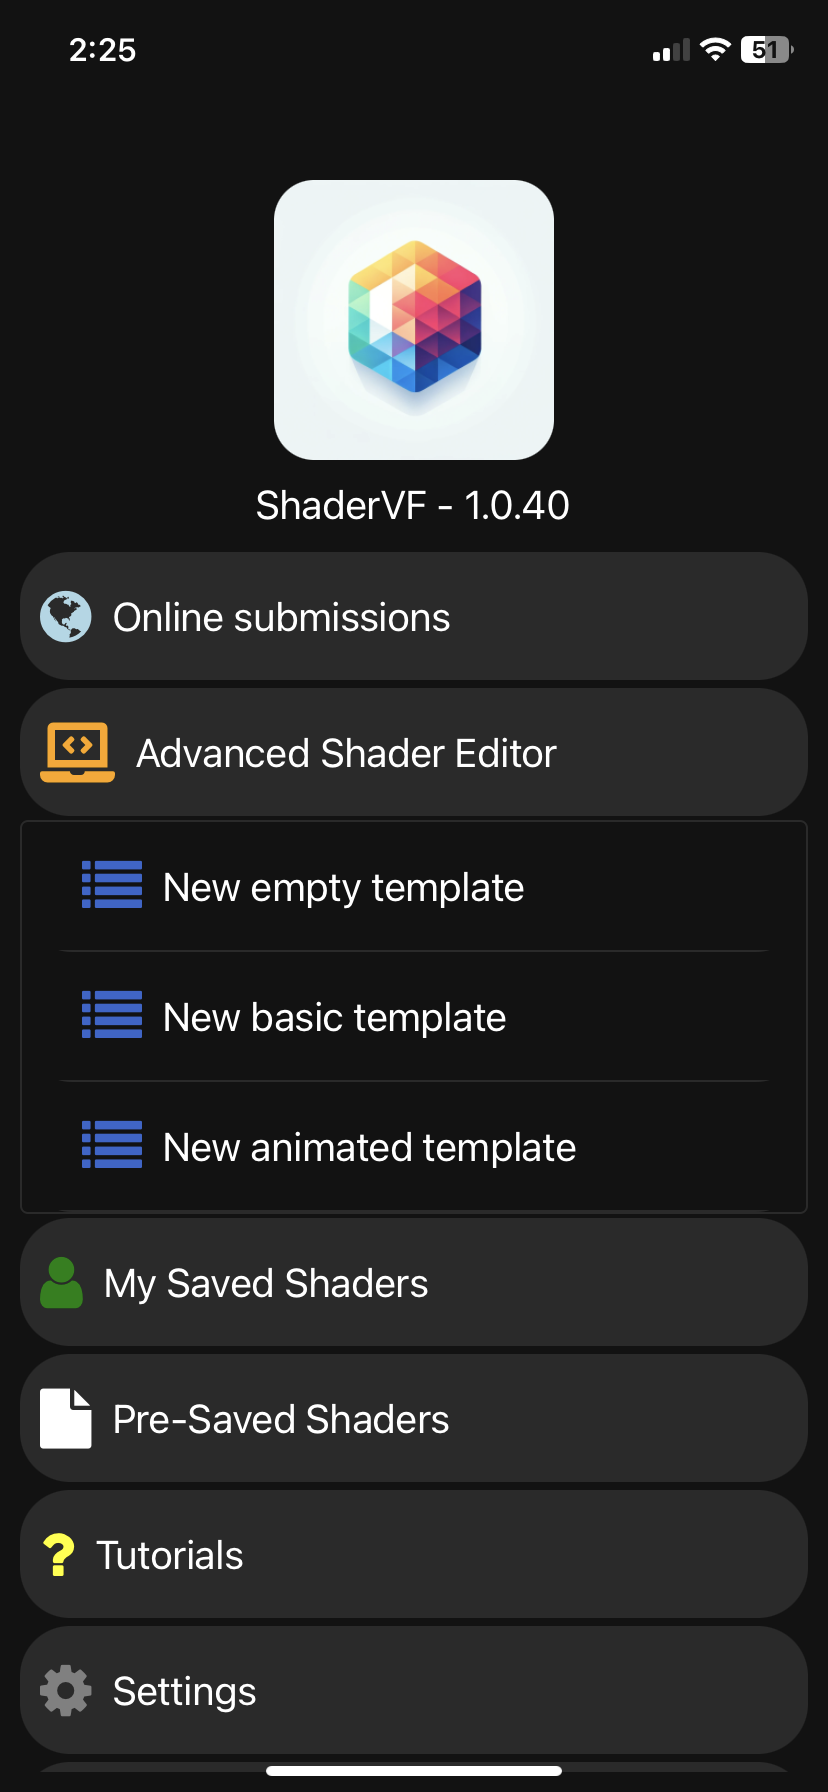 2:25
51
ShaderVF - 1.0.40
Online submissions
Advanced Shader Editor
New empty template
New basic template
New animated template
My Saved Shaders
Pre-Saved Shaders
Tutorials
Settings